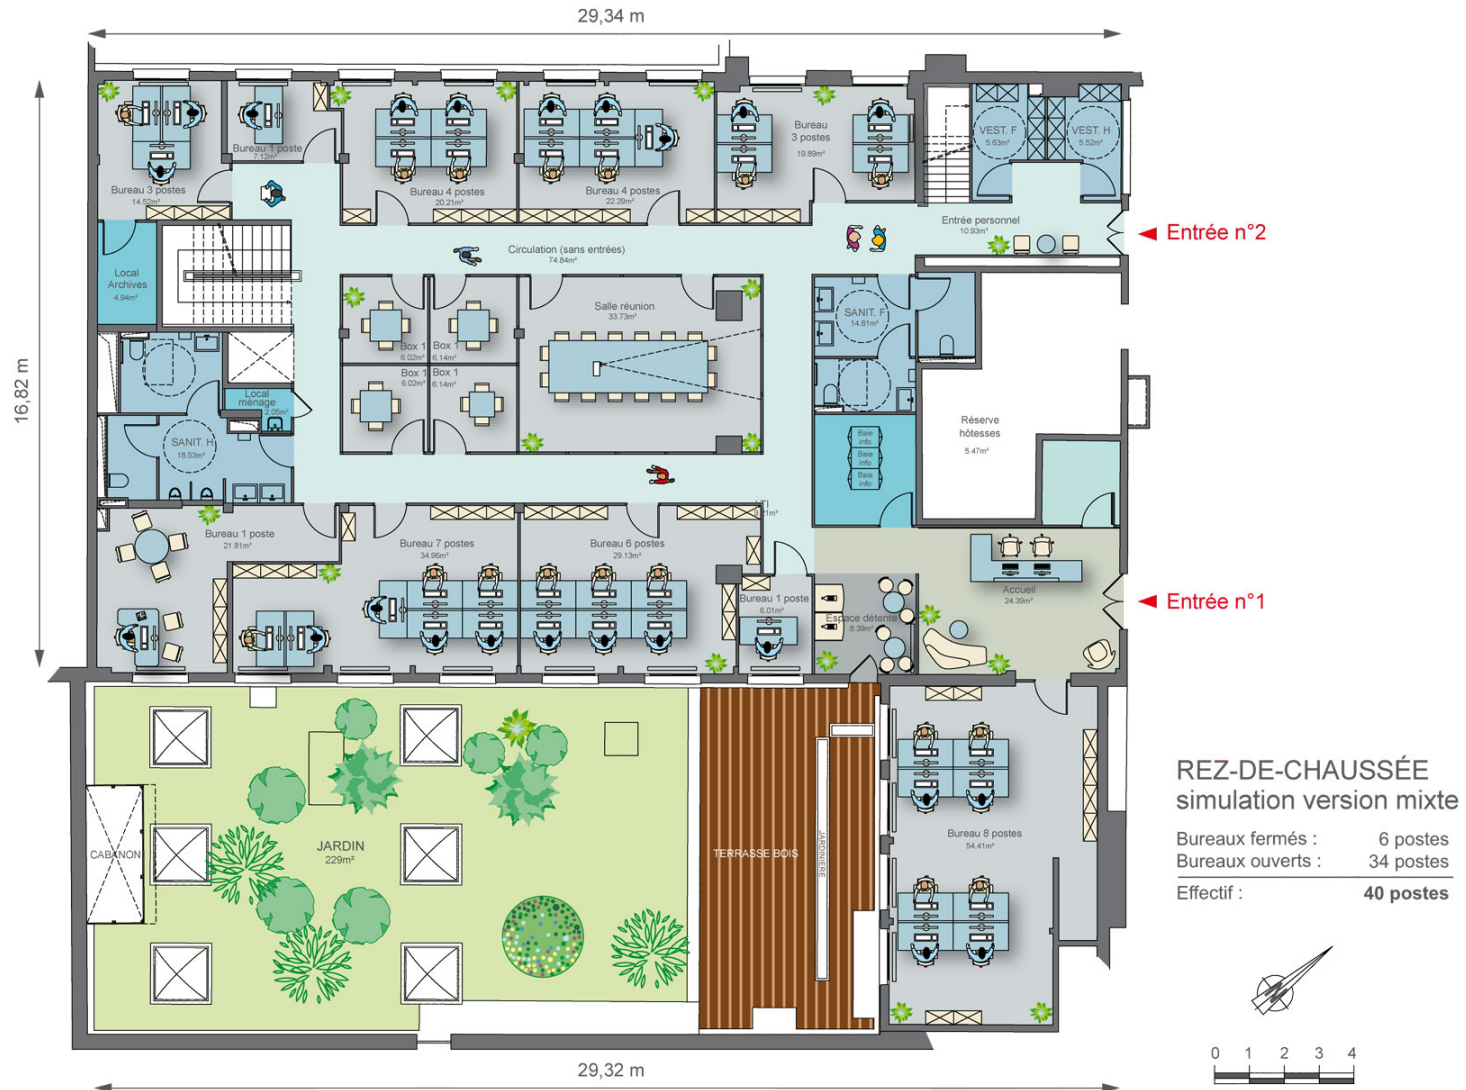 29,34 m
16,82 m
Bureau 3 postes
14.52m²
Bureau 1 poste
7.12m²
Bureau 4 postes
20.21m²
Bureau 4 postes
22.29m²
Bureau
3 postes
19.89m²
VEST. F
5.63m²
VEST. H
5.52m²
Entrée personnel
10.93m²
Entrée n°2
Circulation (sans entrées)
74.84m²
Local
Archives
4.94m²
Box 1
6.02m²
Box 1
6.14m²
Box 1
6.02m²
Box 1
6.14m²
Salle réunion
33.73m²
SANIT. F
14.81m²
Local
ménage
2.05m²
SANIT. H
18.53m²
Réserve
hôtesses
5.47m²
Baie
info
Baie
info
Baie
info
LTI
Bureau 1 poste
21.81m²
Bureau 7 postes
34.96m²
Bureau 6 postes
29.13m²
Bureau 1 poste
6.01m²
Espace détente
8.39m²
Accueil
24.39m²
Entrée n°1
JARDIN
229m²
CABANON
TERRASSE BOIS
JARDINIERE
Bureau 8 postes
54.41m²
REZ-DE-CHAUSSÉE
simulation version mixte
Bureaux fermés : 6 postes
Bureaux ouverts : 34 postes
Effectif : 40 postes
N
0 1 2 3 4
29,32 m